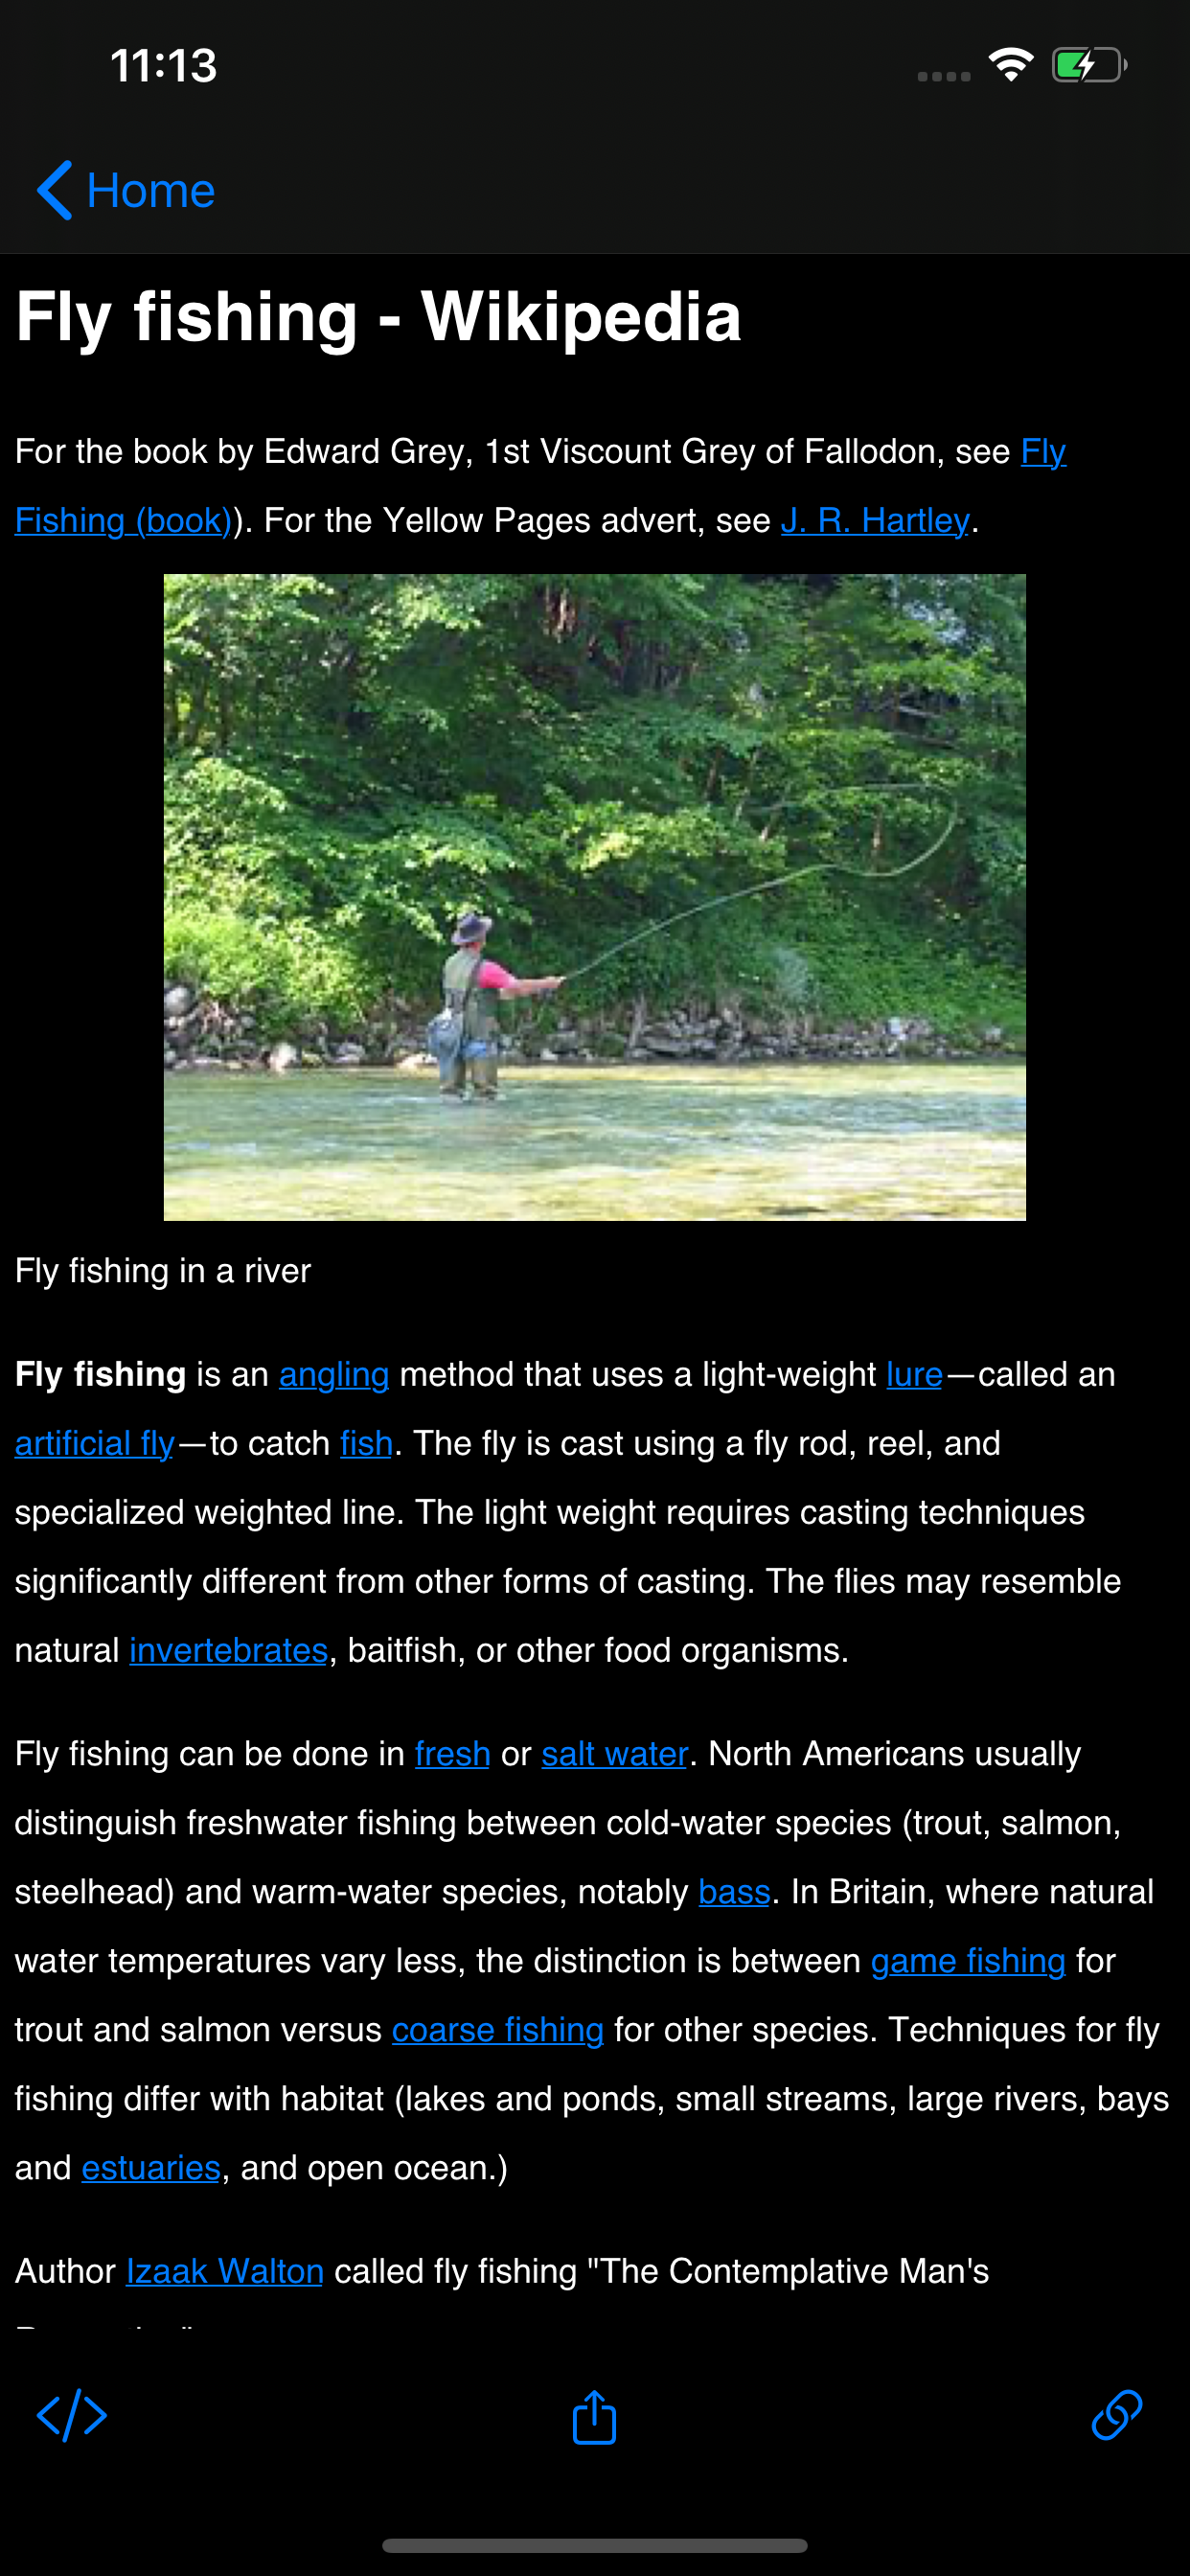 11:13
Home
Fly fishing - Wikipedia
For the book by Edward Grey, 1st Viscount Grey of Fallodon, see Fly
Fishing (book)). For the Yellow Pages advert, see J. R. Hartley.
Fly fishing in a river
Fly fishing is an angling method that uses a light-weight lure—called an
artificial fly—to catch fish. The fly is cast using a fly rod, reel, and
specialized weighted line. The light weight requires casting techniques
significantly different from other forms of casting. The flies may resemble
natural invertebrates, baitfish, or other food organisms.
Fly fishing can be done in fresh or salt water. North Americans usually
distinguish freshwater fishing between cold-water species (trout, salmon,
steelhead) and warm-water species, notably bass. In Britain, where natural
water temperatures vary less, the distinction is between game fishing for
trout and salmon versus coarse fishing for other species. Techniques for fly
fishing differ with habitat (lakes and ponds, small streams, large rivers, bays
and estuaries, and open ocean.)
Author Izaak Walton called fly fishing "The Contemplative Man's